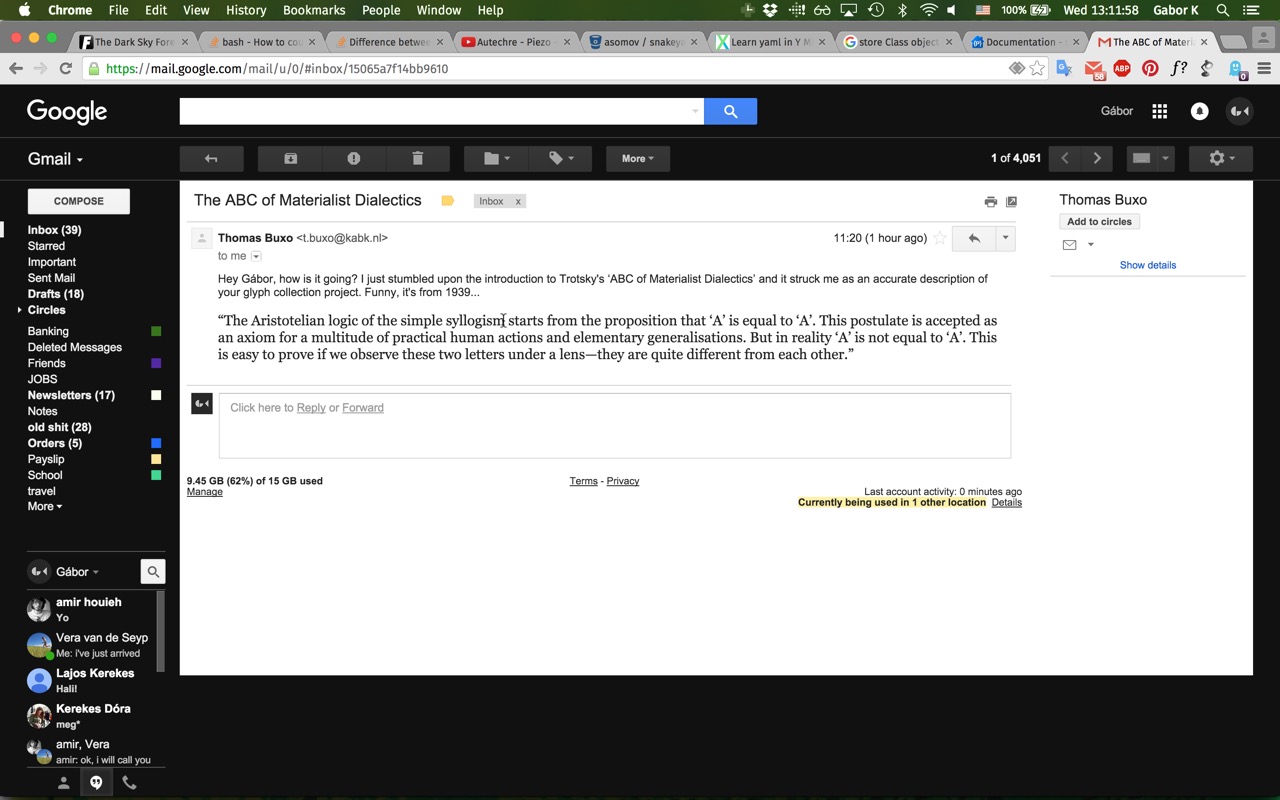 Chrome File Edit View History Bookmarks People Window Help 100% Wed 13:11:58 Gabor K
The Dark Sky Fore bash - How to cou Difference betwee Autechre - Piezo - asomov / snakeya Learn yaml in Y M store Class object Documentation - The ABC of Materi
https://mail.google.com/mail/u/0/#inbox/15065a7f14bb9610 58 ABP f? 0
Google Gábor
Gmail More 1 of 4,051
COMPOSE
Inbox (39)
Starred
Important
Sent Mail
Drafts (18)
Circles
Banking
Deleted Messages
Friends
JOBS
Newsletters (17)
Notes
old shit (28)
Orders (5)
Payslip
School
travel
More
Gábor
amir houieh
Yo
Vera van de Seyp
Me: i've just arrived
Lajos Kerekes
Hali!
Kerekes Dóra
meg*
amir, Vera
amir: ok, i will call you
The ABC of Materialist Dialectics Inbox x
Thomas Buxo <t.buxo@kabk.nl> 11:20 (1 hour ago)
to me
Hey Gábor, how is it going? I just stumbled upon the introduction to Trotsky's ‘ABC of Materialist Dialectics’ and it struck me as an accurate description of
your glyph collection project. Funny, it's from 1939...
“The Aristotelian logic of the simple syllogism starts from the proposition that ‘A’ is equal to ‘A’. This postulate is accepted as
an axiom for a multitude of practical human actions and elementary generalisations. But in reality ‘A’ is not equal to ‘A’. This
is easy to prove if we observe these two letters under a lens—they are quite different from each other.”
Click here to Reply or Forward
9.45 GB (62%) of 15 GB used
Manage
Terms - Privacy
Last account activity: 0 minutes ago
Currently being used in 1 other location Details
Thomas Buxo
Add to circles
Show details